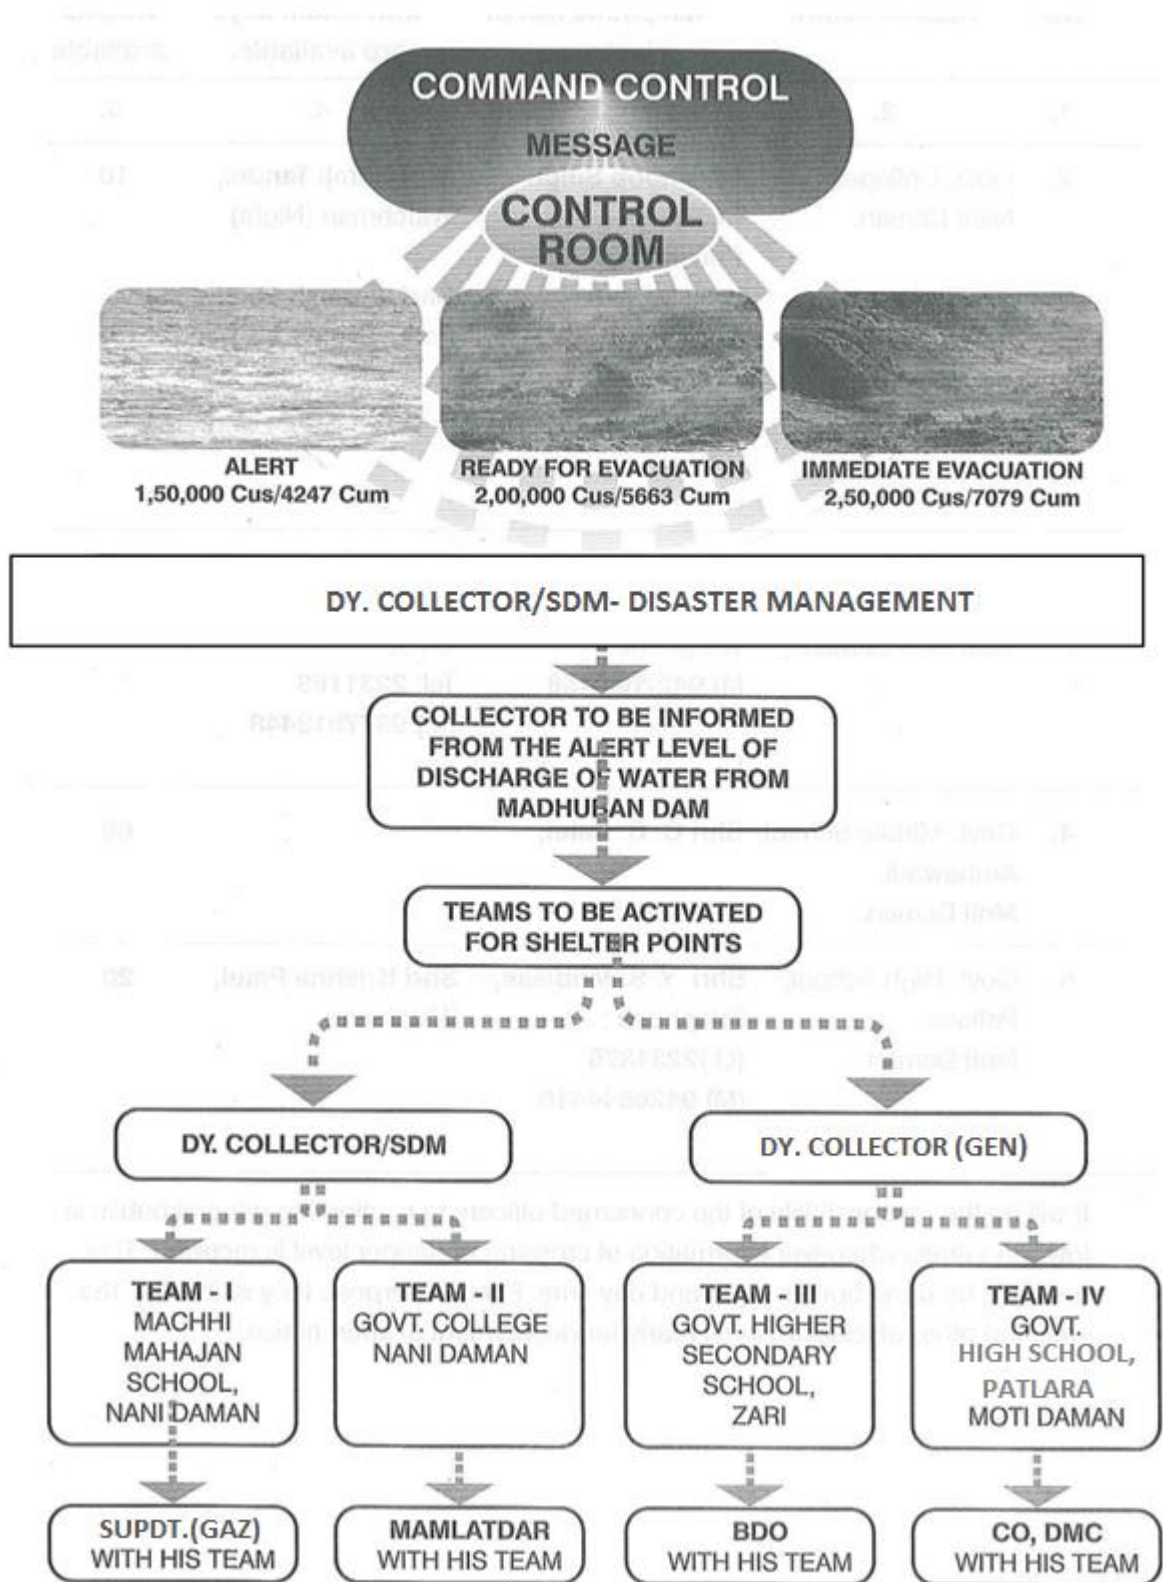 COMMAND CONTROL
MESSAGE
CONTROL
ROOM
ALERT
1,50,000 Cus/4247 Cum
READY FOR EVACUATION
2,00,000 Cus/5663 Cum
IMMEDIATE EVACUATION
2,50,000 Cus/7079 Cum
DY. COLLECTOR/SDM- DISASTER MANAGEMENT
COLLECTOR TO BE INFORMED
FROM THE ALERT LEVEL OF
DISCHARGE OF WATER FROM
MADHUBAN DAM
TEAMS TO BE ACTIVATED
FOR SHELTER POINTS
DY. COLLECTOR/SDM
DY. COLLECTOR (GEN)
TEAM - I
MACHHI
MAHAJAN
SCHOOL,
NANI DAMAN
TEAM - II
GOVT. COLLEGE
NANI DAMAN
TEAM - III
GOVT. HIGHER
SECONDARY
SCHOOL,
ZARI
TEAM - IV
GOVT.
HIGH SCHOOL,
PATLARA
MOTI DAMAN
SUPDT.(GAZ)
WITH HIS TEAM
MAMLATDAR
WITH HIS TEAM
BDO
WITH HIS TEAM
CO, DMC
WITH HIS TEAM